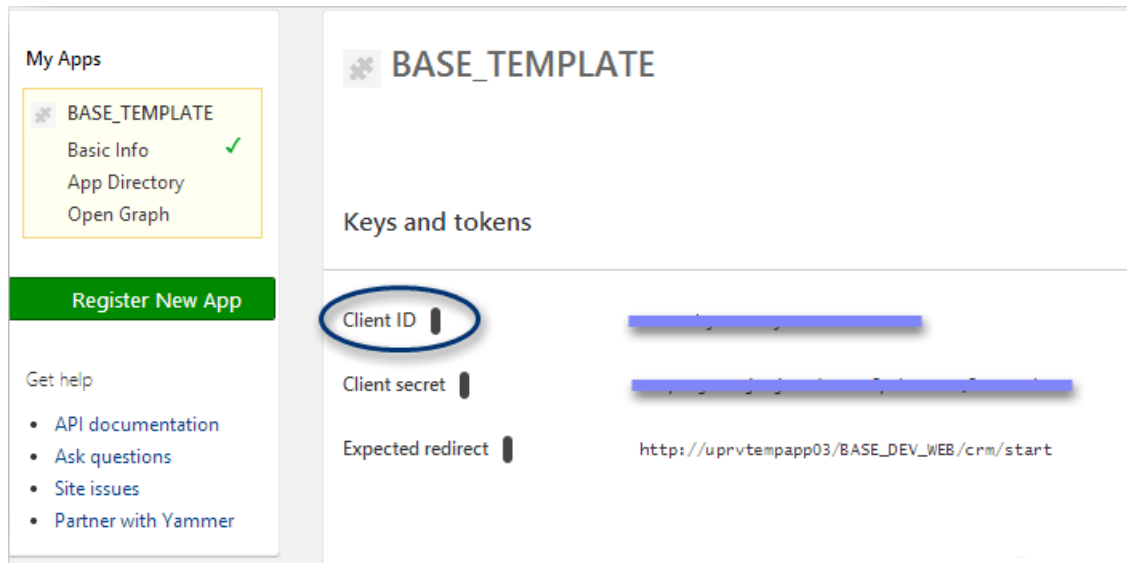 My Apps
BASE_TEMPLATE
Basic Info
App Directory
Open Graph
Register New App
Get help
API documentation
Ask questions
Site issues
Partner with Yammer
BASE_TEMPLATE
Keys and tokens
Client ID
Client secret
Expected redirect http://uprvtempapp03/BASE_DEV_WEB/crm/start